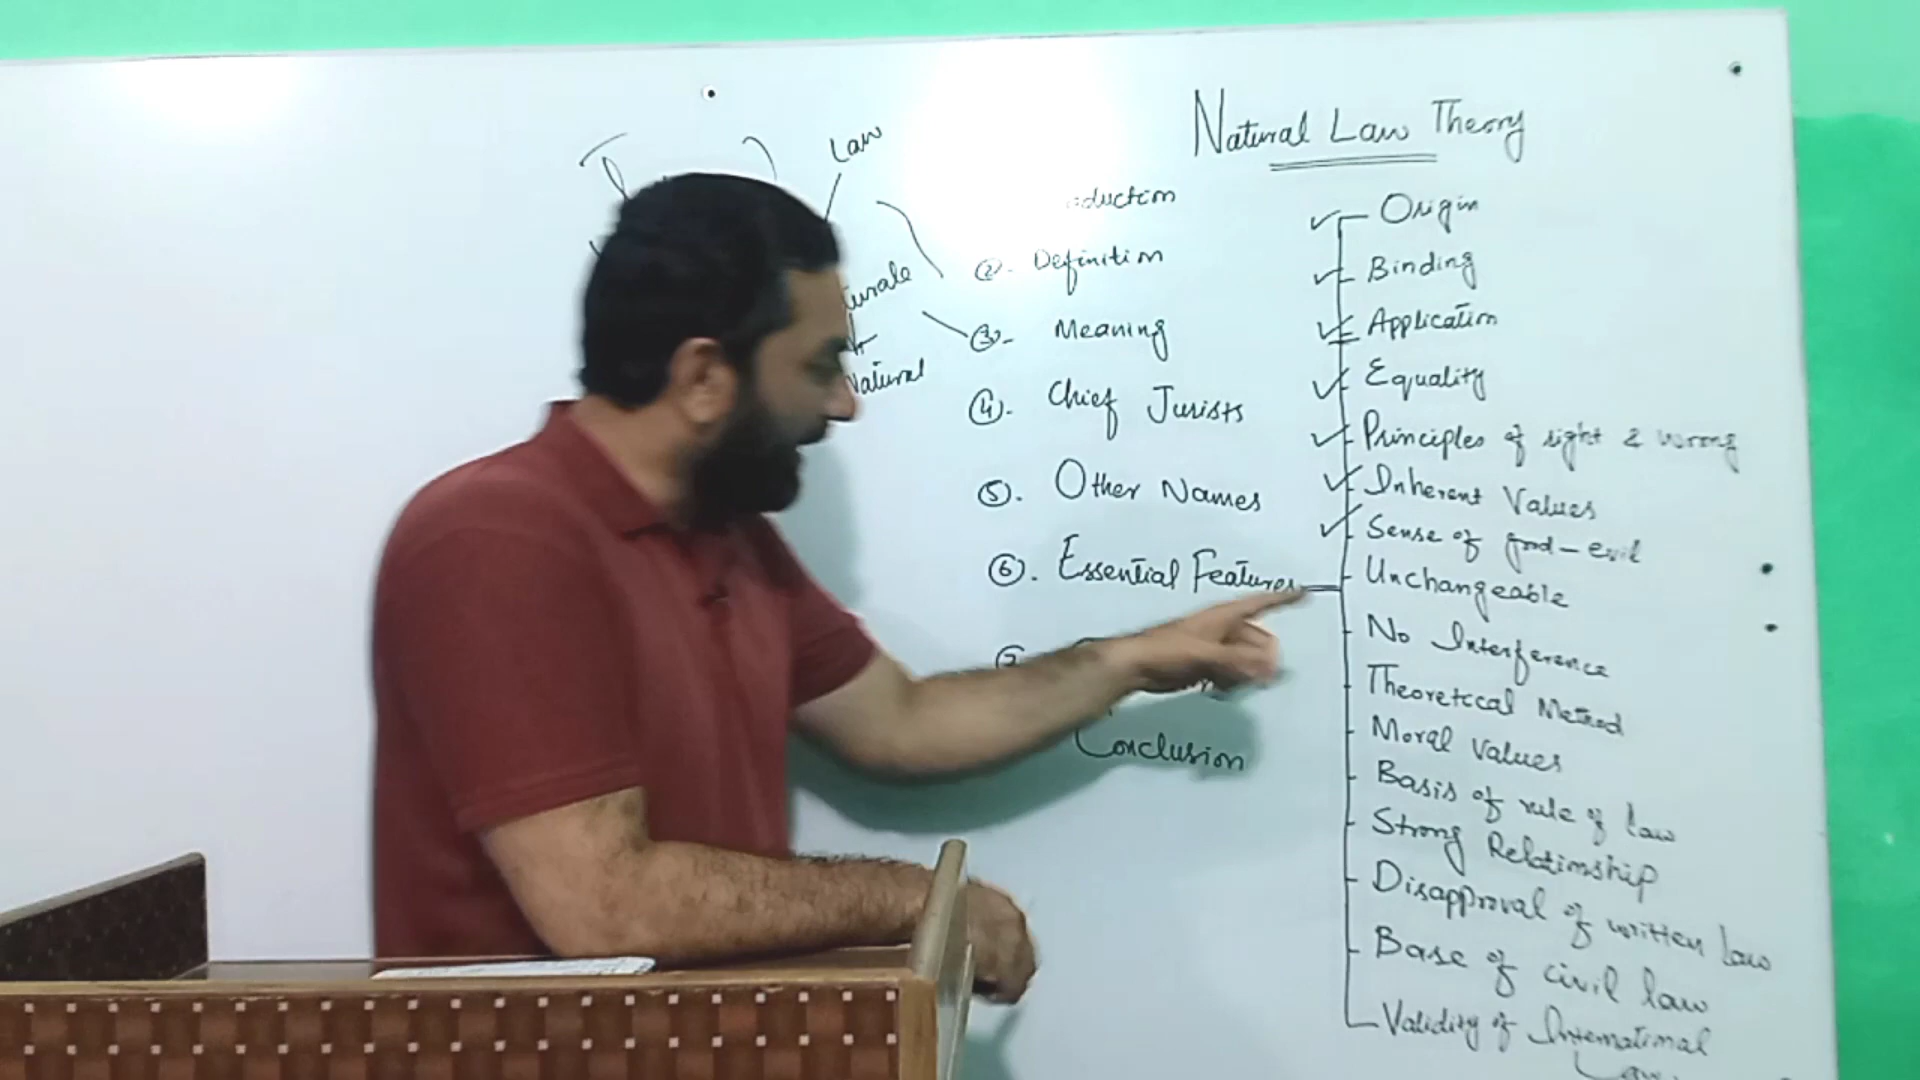 Natural Law Theory
Law
Natural
② Definition
③ Meaning
④ Chief Jurists
⑤ Other Names
⑥ Essential Features
Conclusion
Origin
Binding
Application
Equality
Principles of right & wrong
Inherent Values
Sense of good - evil
Unchangeable
No Interference
Theoretical Method
Moral Values
Basis of rule of law
Strong Relationship
Disapproval of written law
Base of civil law
Validity of International
Law